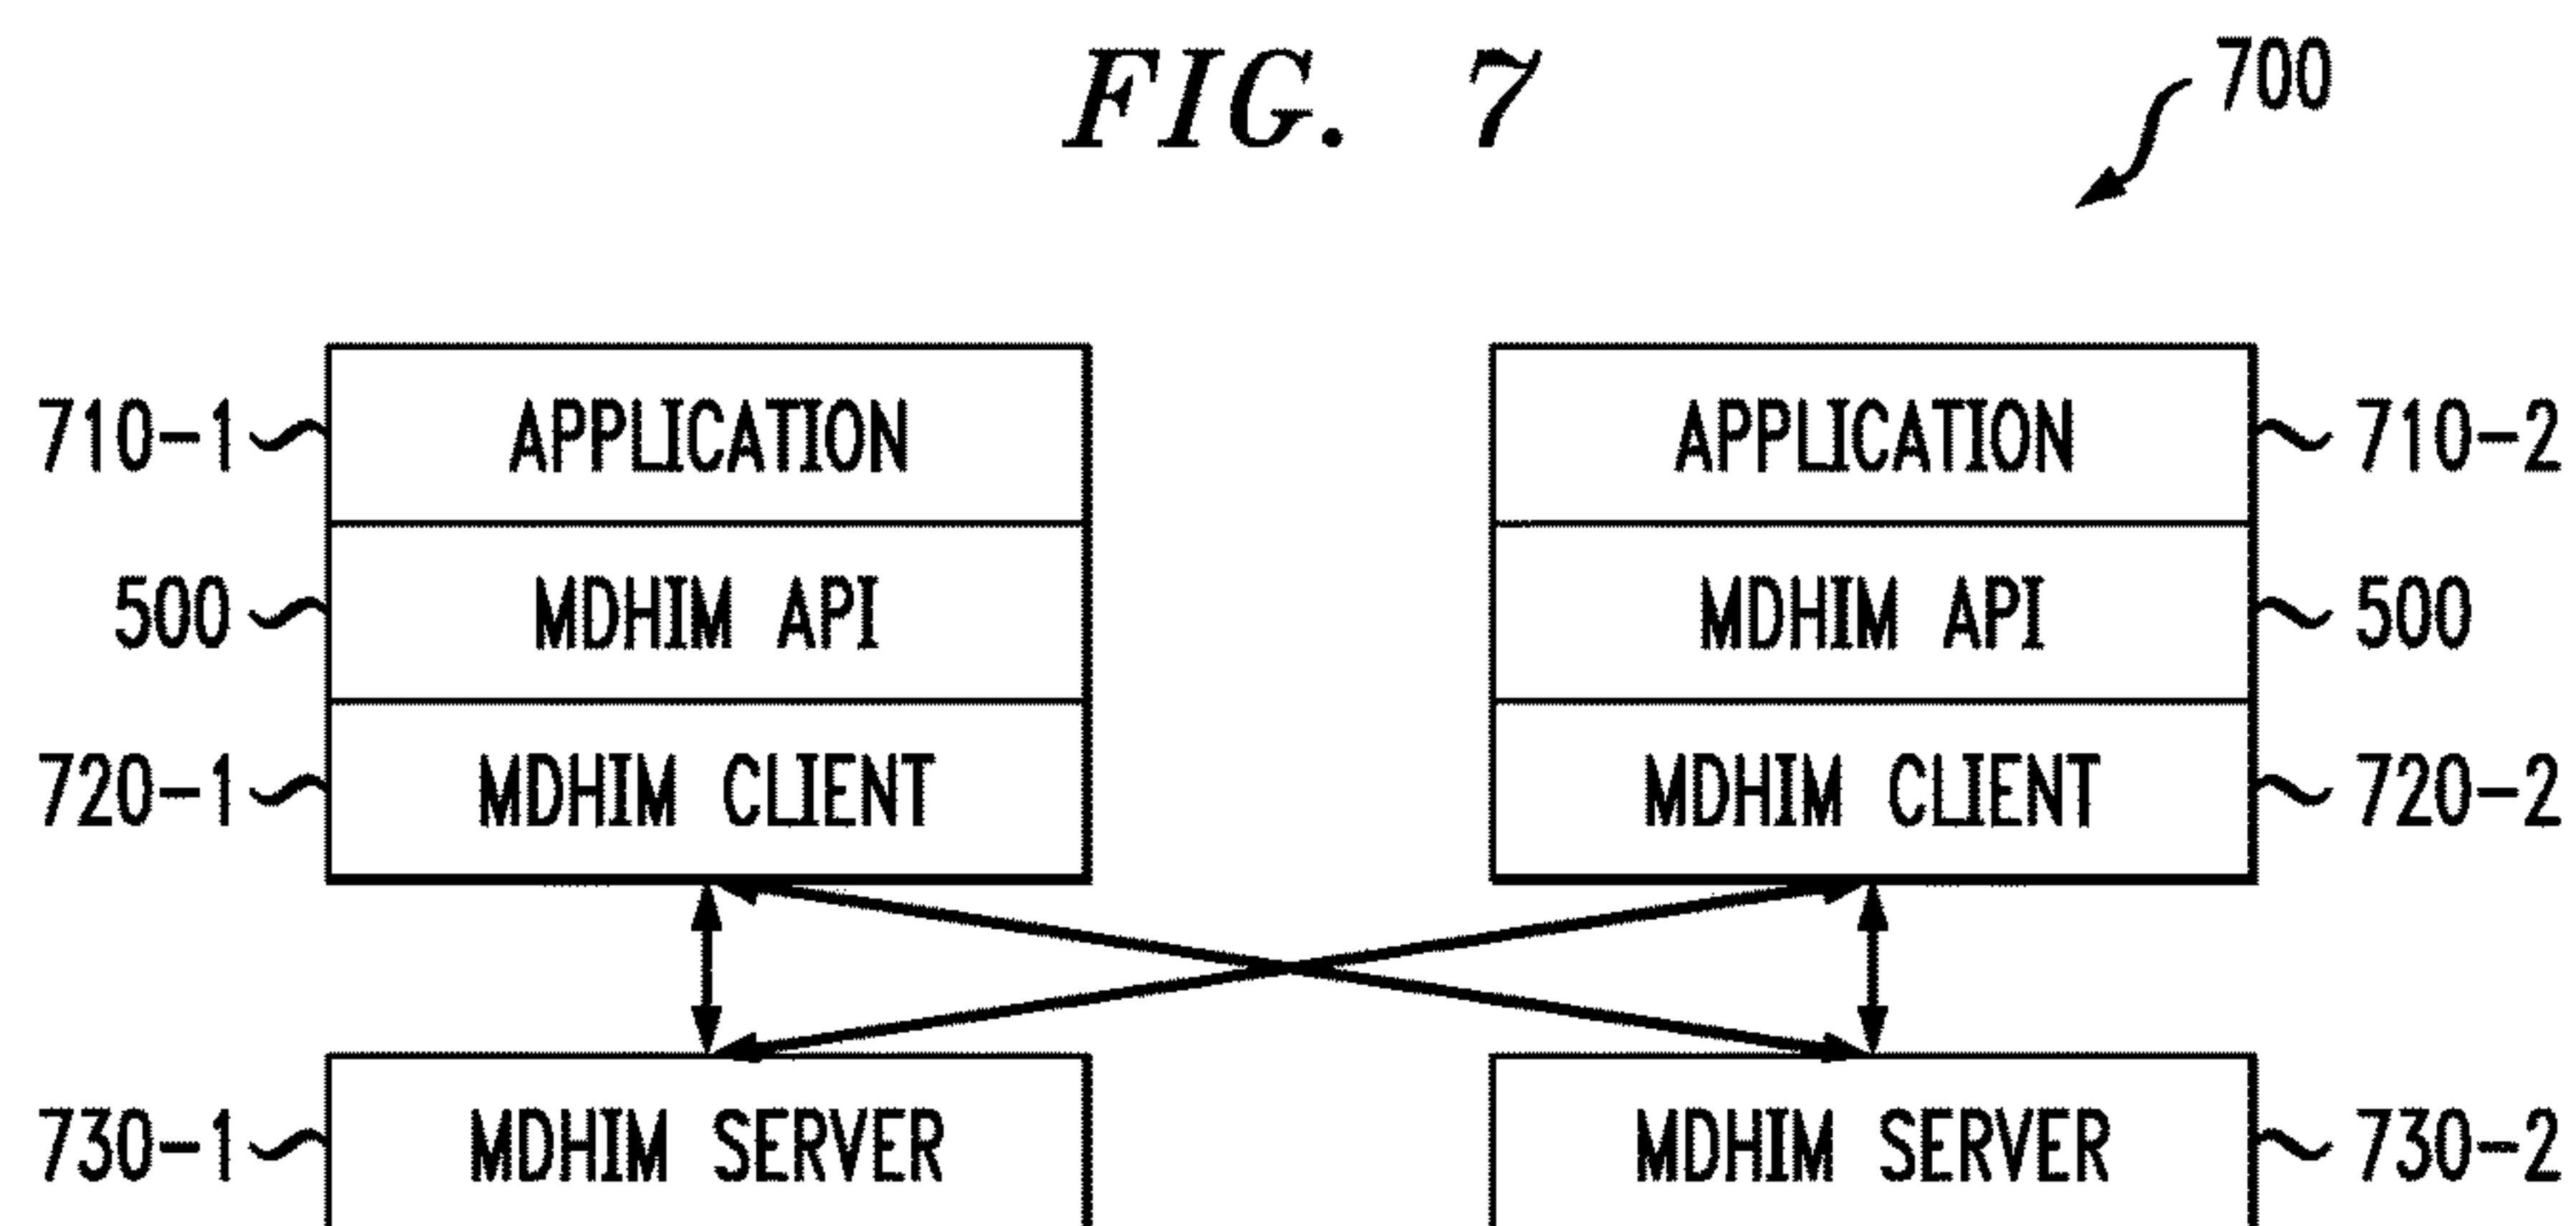 FIG. 7
700
710-1 APPLICATION APPLICATION 710-2
500 MDHIM API MDHIM API 500
720-1 MDHIM CLIENT MDHIM CLIENT 720-2
730-1 MDHIM SERVER MDHIM SERVER 730-2